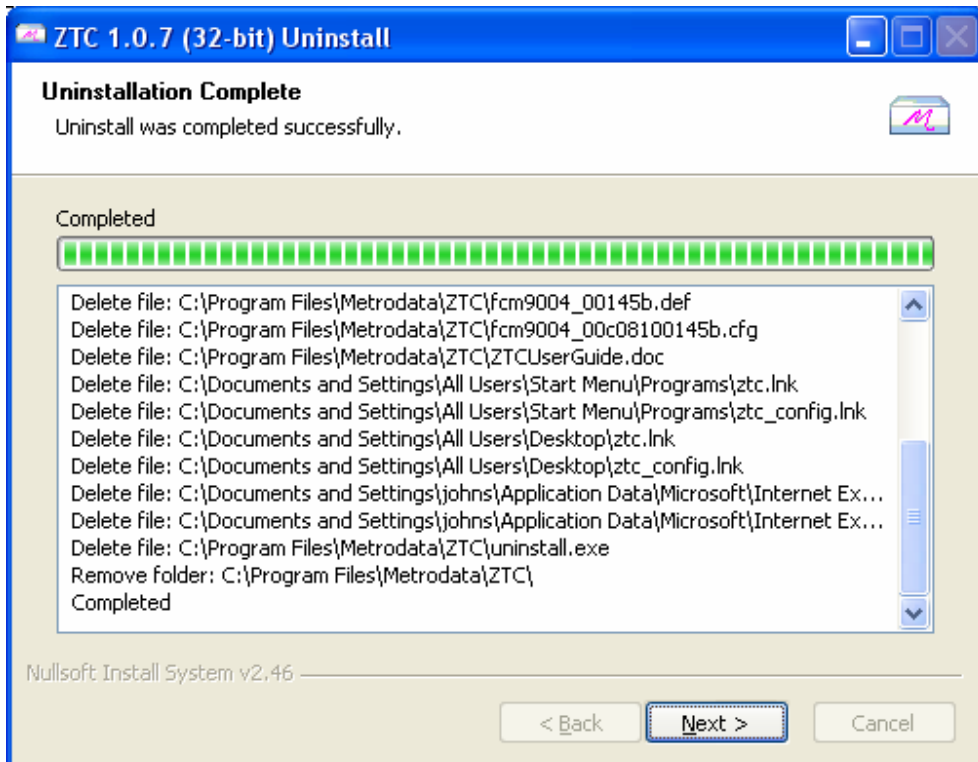 ZTC 1.0.7 (32-bit) Uninstall
Uninstallation Complete
Uninstall was completed successfully.
Completed
Delete file: C:\Program Files\Metrodata\ZTC\fcm9004_00145b.def
Delete file: C:\Program Files\Metrodata\ZTC\fcm9004_00c08100145b.cfg
Delete file: C:\Program Files\Metrodata\ZTC\ZTCUserGuide.doc
Delete file: C:\Documents and Settings\All Users\Start Menu\Programs\ztc.lnk
Delete file: C:\Documents and Settings\All Users\Start Menu\Programs\ztc_config.lnk
Delete file: C:\Documents and Settings\All Users\Desktop\ztc.lnk
Delete file: C:\Documents and Settings\All Users\Desktop\ztc_config.lnk
Delete file: C:\Documents and Settings\johns\Application Data\Microsoft\Internet Ex...
Delete file: C:\Documents and Settings\johns\Application Data\Microsoft\Internet Ex...
Delete file: C:\Program Files\Metrodata\ZTC\uninstall.exe
Remove folder: C:\Program Files\Metrodata\ZTC\
Completed
Nullsoft Install System v2.46
< Back Next > Cancel